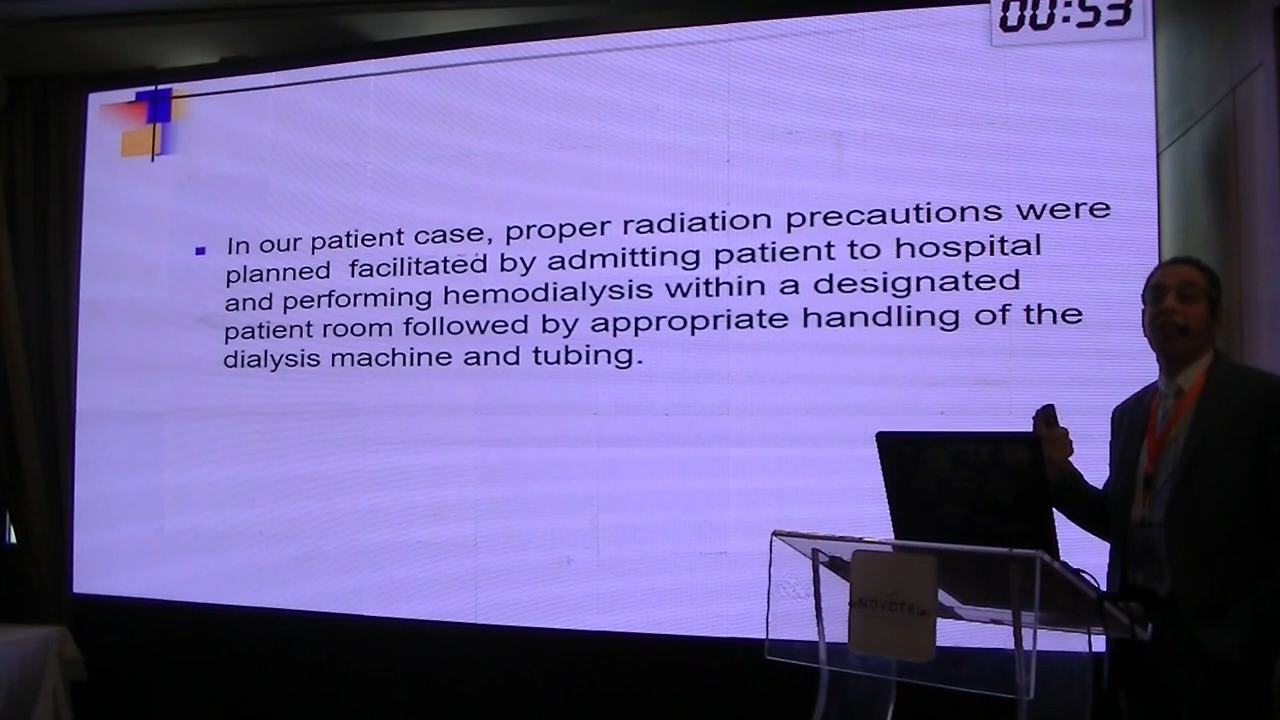 00:53
In our patient case, proper radiation precautions were
planned facilitated by admitting patient to hospital
and performing hemodialysis within a designated
patient room followed by appropriate handling of the
dialysis machine and tubing.
NOVOTEL